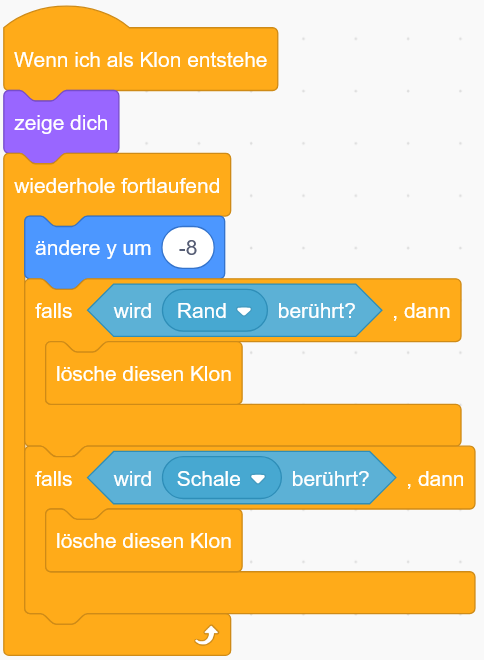 Wenn ich als Klon entstehe
zeige dich
wiederhole fortlaufend
ändere y um -8
falls wird Rand berührt? , dann
lösche diesen Klon
falls wird Schale berührt? , dann
lösche diesen Klon